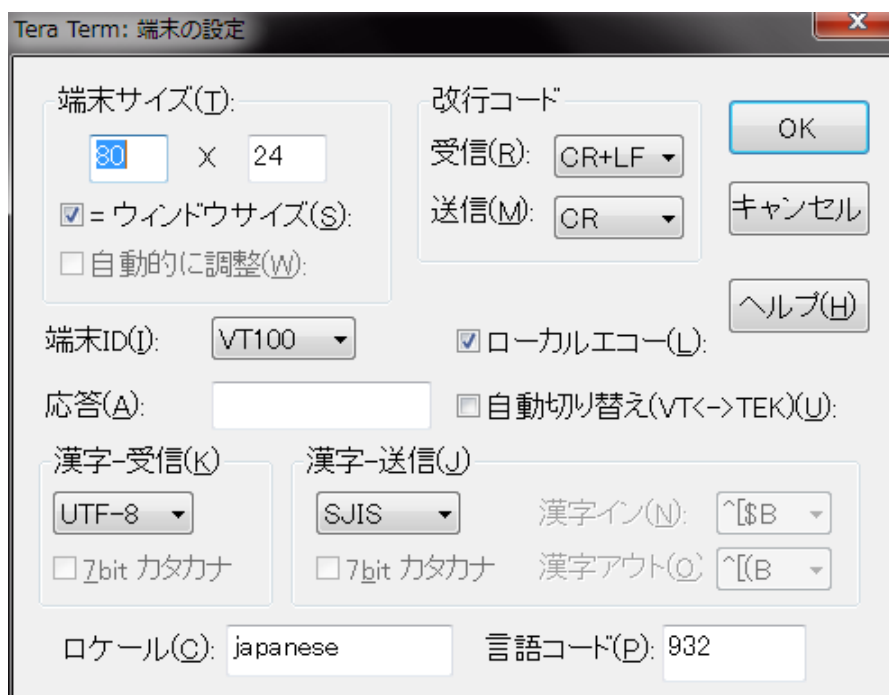 Tera Term: 端末の設定
端末サイズ(T):
80 X 24
= ウィンドウサイズ(S):
自動的に調整(W):
改行コード
受信(R): CR+LF
送信(M): CR
OK
キャンセル
ヘルプ(H)
端末ID(I): VT100
ローカルエコー(L):
応答(A):
自動切り替え(VT<->TEK)(U):
漢字-受信(K)
UTF-8
7bit カタカナ
漢字-送信(J)
SJIS
7bit カタカナ
漢字イン(N): ^[$B
漢字アウト(O) ^[(B
ロケール(C): japanese
言語コード(P): 932